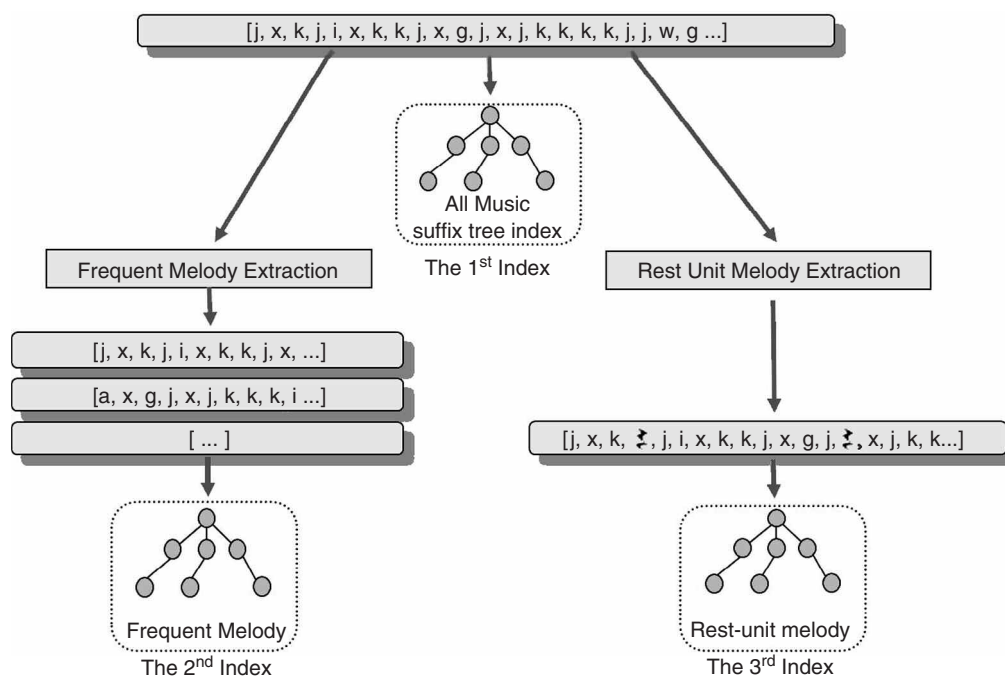 [j, x, k, j, i, x, k, k, j, x, g, j, x, j, k, k, k, k, j, j, w, g ...]
All Music
suffix tree index
The 1st Index
Frequent Melody Extraction
Rest Unit Melody Extraction
[j, x, k, j, i, x, k, k, j, x, ...]
[a, x, g, j, x, j, k, k, k, i ...]
[ ... ]
[j, x, k, 𝄽, j, i, x, k, k, j, x, g, j, 𝄽, x, j, k, k...]
Frequent Melody
The 2nd Index
Rest-unit melody
The 3rd Index